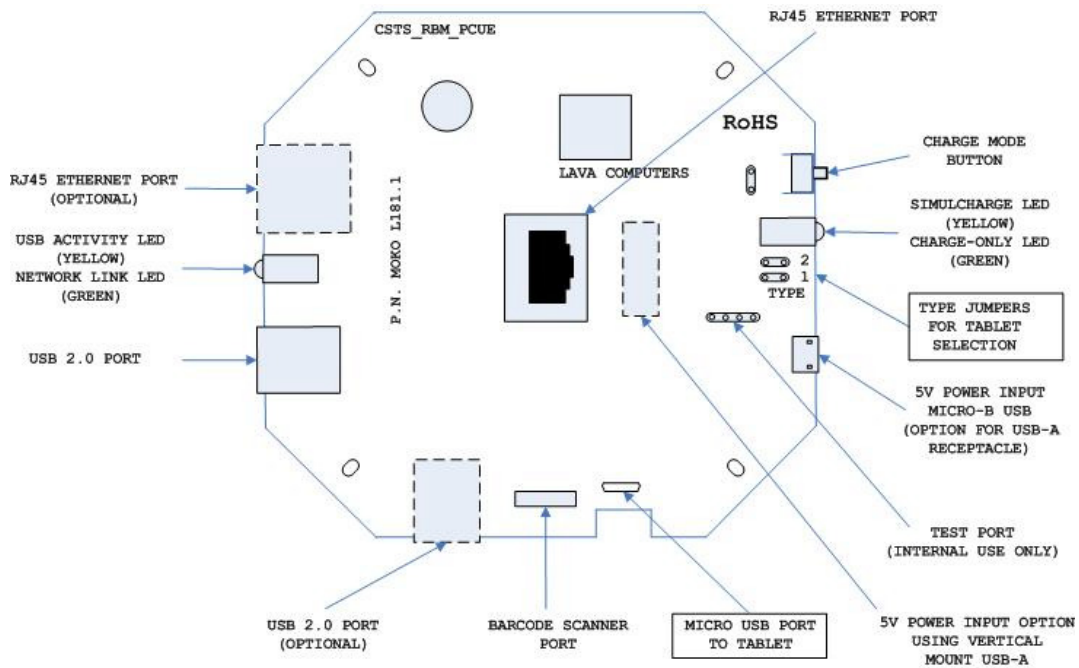 RJ45 ETHERNET PORT
CSTS_RBM_PCUE
RoHS
LAVA COMPUTERS
P.N. MOKO L181.1
2
1
TYPE
RJ45 ETHERNET PORT
(OPTIONAL)
USB ACTIVITY LED
(YELLOW)
NETWORK LINK LED
(GREEN)
USB 2.0 PORT
CHARGE MODE
BUTTON
SIMULCHARGE LED
(YELLOW)
CHARGE-ONLY LED
(GREEN)
TYPE JUMPERS
FOR TABLET
SELECTION
5V POWER INPUT
MICRO-B USB
(OPTION FOR USB-A
RECEPTACLE)
TEST PORT
(INTERNAL USE ONLY)
USB 2.0 PORT
(OPTIONAL)
BARCODE SCANNER
PORT
MICRO USB PORT
TO TABLET
5V POWER INPUT OPTION
USING VERTICAL
MOUNT USB-A